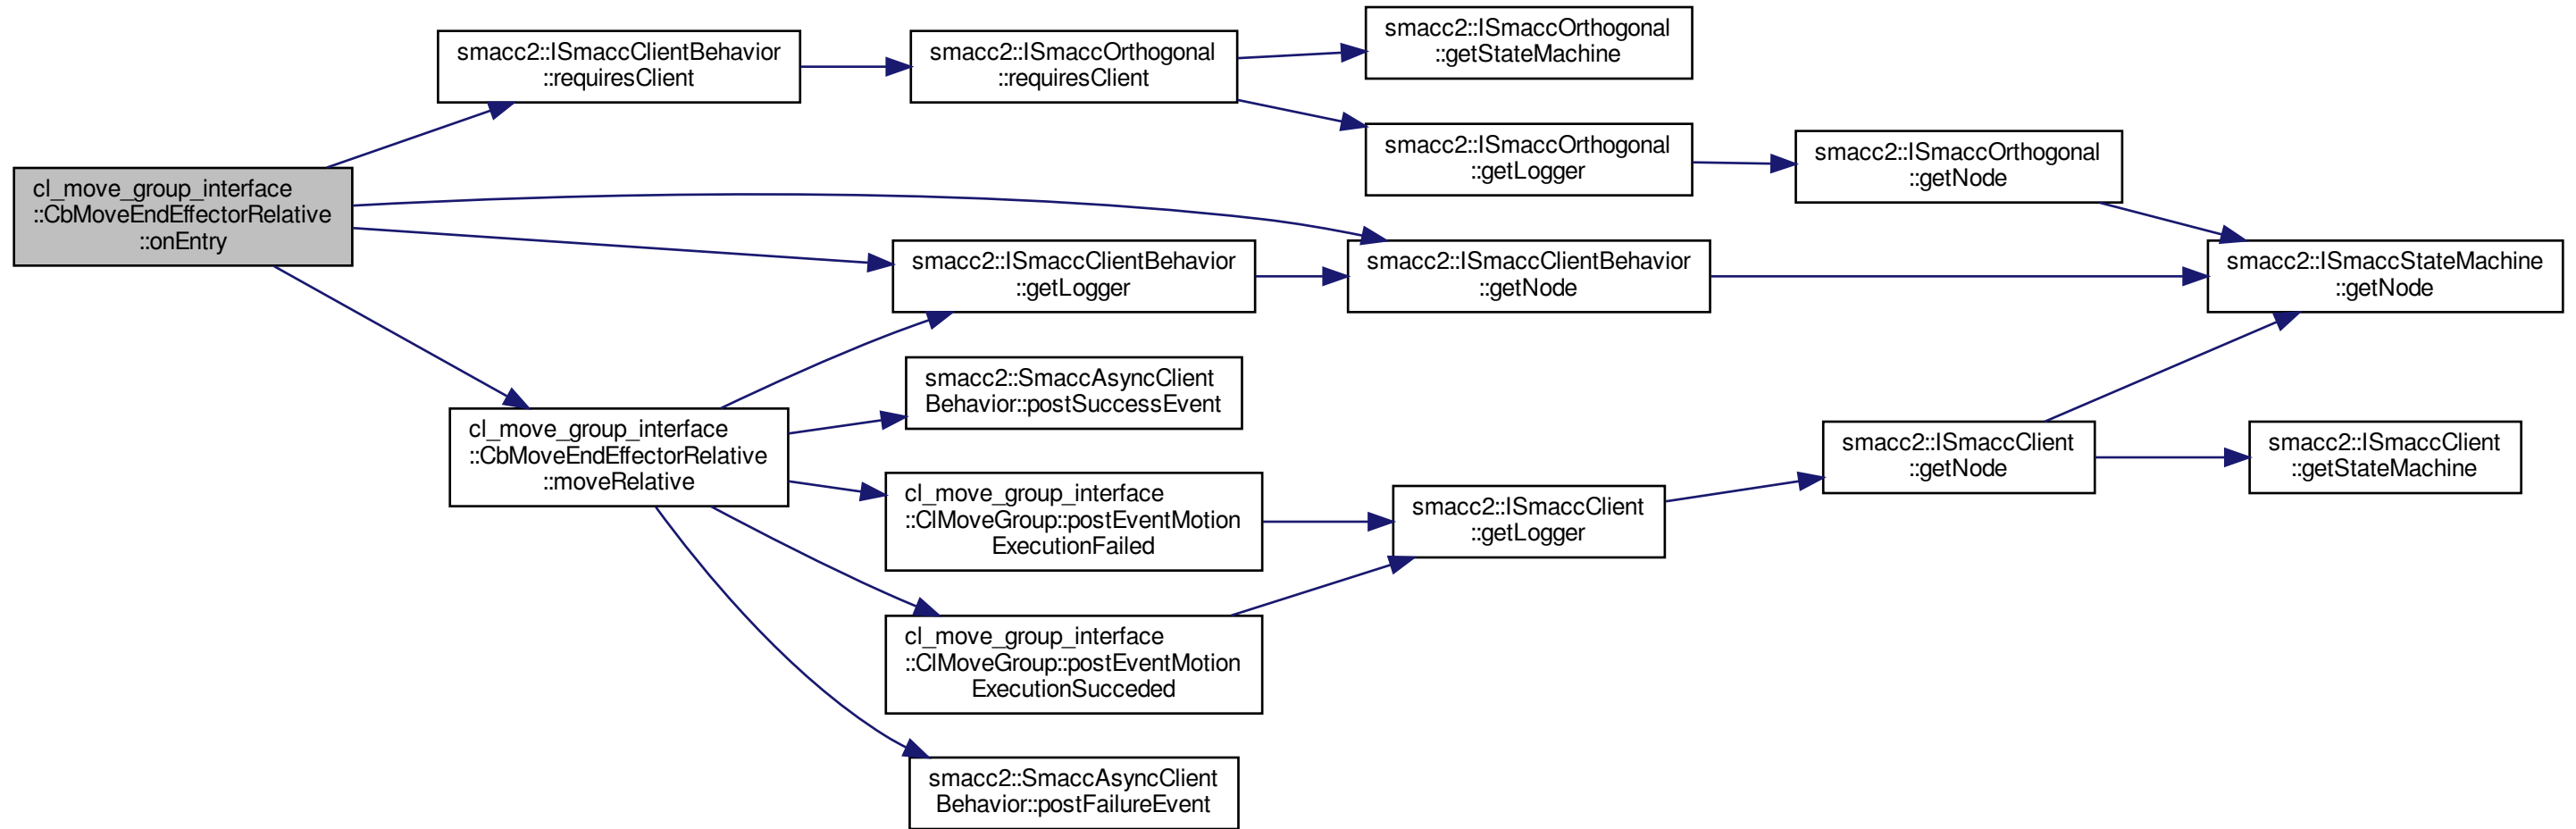 cl_move_group_interface
::CbMoveEndEffectorRelative
::onEntry
smacc2::ISmaccClientBehavior
::requiresClient
smacc2::ISmaccOrthogonal
::requiresClient
smacc2::ISmaccOrthogonal
::getStateMachine
smacc2::ISmaccOrthogonal
::getLogger
smacc2::ISmaccOrthogonal
::getNode
smacc2::ISmaccClientBehavior
::getLogger
smacc2::ISmaccClientBehavior
::getNode
smacc2::ISmaccStateMachine
::getNode
cl_move_group_interface
::CbMoveEndEffectorRelative
::moveRelative
smacc2::SmaccAsyncClient
Behavior::postSuccessEvent
cl_move_group_interface
::ClMoveGroup::postEventMotion
ExecutionFailed
smacc2::ISmaccClient
::getLogger
smacc2::ISmaccClient
::getNode
smacc2::ISmaccClient
::getStateMachine
cl_move_group_interface
::ClMoveGroup::postEventMotion
ExecutionSucceded
smacc2::SmaccAsyncClient
Behavior::postFailureEvent